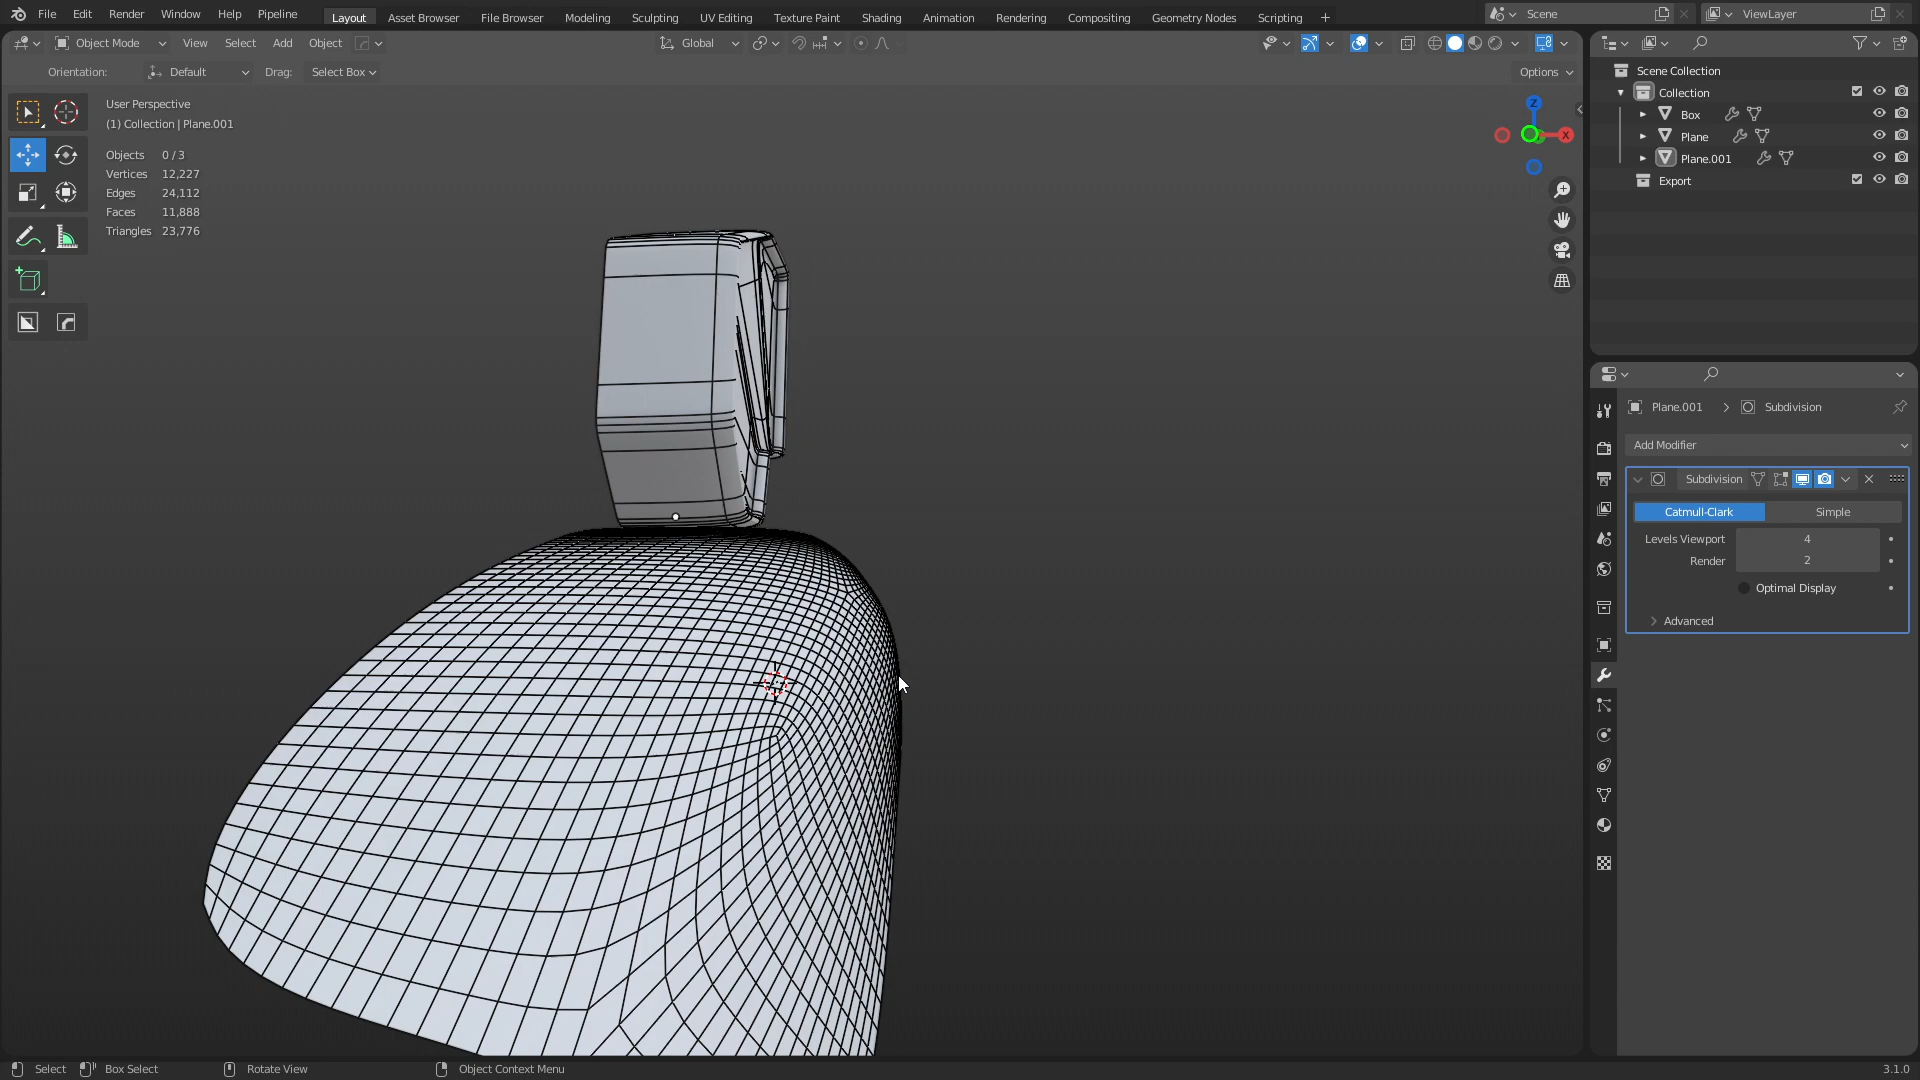 File Edit Render Window Help Pipeline Layout Asset Browser File Browser Modeling Sculpting UV Editing Texture Paint Shading Animation Rendering Compositing Geometry Nodes Scripting + Scene ViewLayer
Object Mode View Select Add Object Global
Orientation: Default Drag: Select Box Options
User Perspective
(1) Collection | Plane.001
Objects 0 / 3
Vertices 12,227
Edges 24,112
Faces 11,888
Triangles 23,776
Z
X
Scene Collection
Collection
Box
Plane
Plane.001
Export
Plane.001 > Subdivision
Add Modifier
Subdivision
Catmull-Clark Simple
Levels Viewport 4
Render 2
Optimal Display
Advanced
Select Box Select Rotate View Object Context Menu 3.1.0